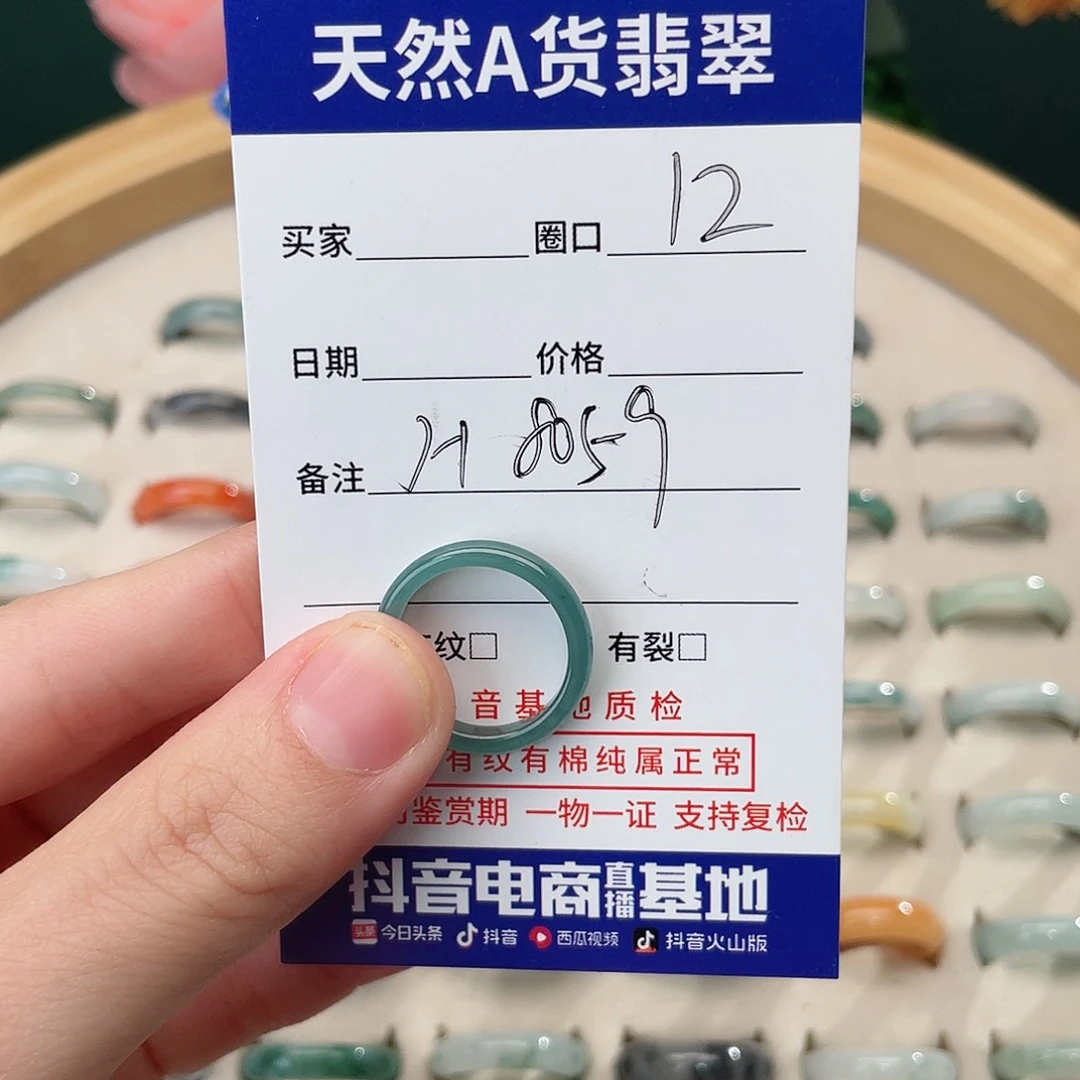 天然A货翡翠
买家 圈口 12
日期 价格
备注 H 8059
纹□ 有裂□
音基地质检
有纹有棉纯属正常
鉴赏期 一物一证 支持复检
抖音电商直播基地
头条 今日头条 抖音 西瓜视频 抖音火山版